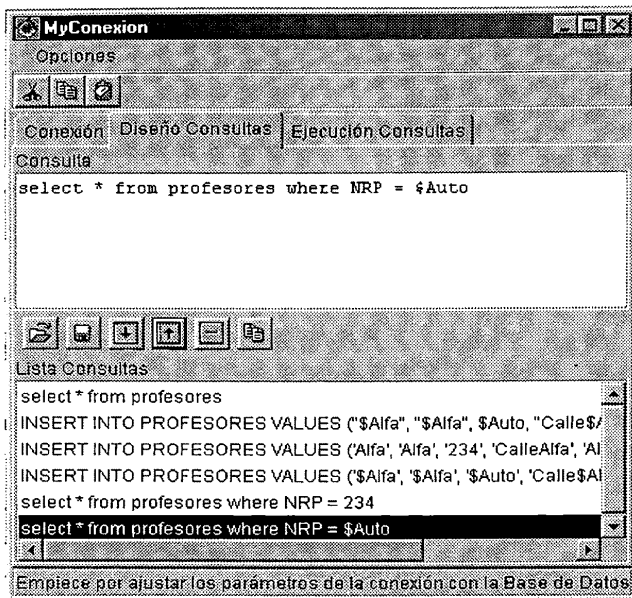 MyConexion
Opciones
Conexión Diseño Consultas Ejecución Consultas
Consulta
select * from profesores where NRP = $Auto
Lista Consultas
select * from profesores
INSERT INTO PROFESORES VALUES ("$Alfa", "$Alfa", $Auto, "Calle$A
INSERT INTO PROFESORES VALUES ('Alfa', 'Alfa', '234', 'CalleAlfa', 'Al
INSERT INTO PROFESORES VALUES ('$Alfa', '$Alfa', '$Auto', 'Calle$Al
select * from profesores where NRP = 234
select * from profesores where NRP = $Auto
Empiece por ajustar los parámetros de la conexión con la Base de Datos